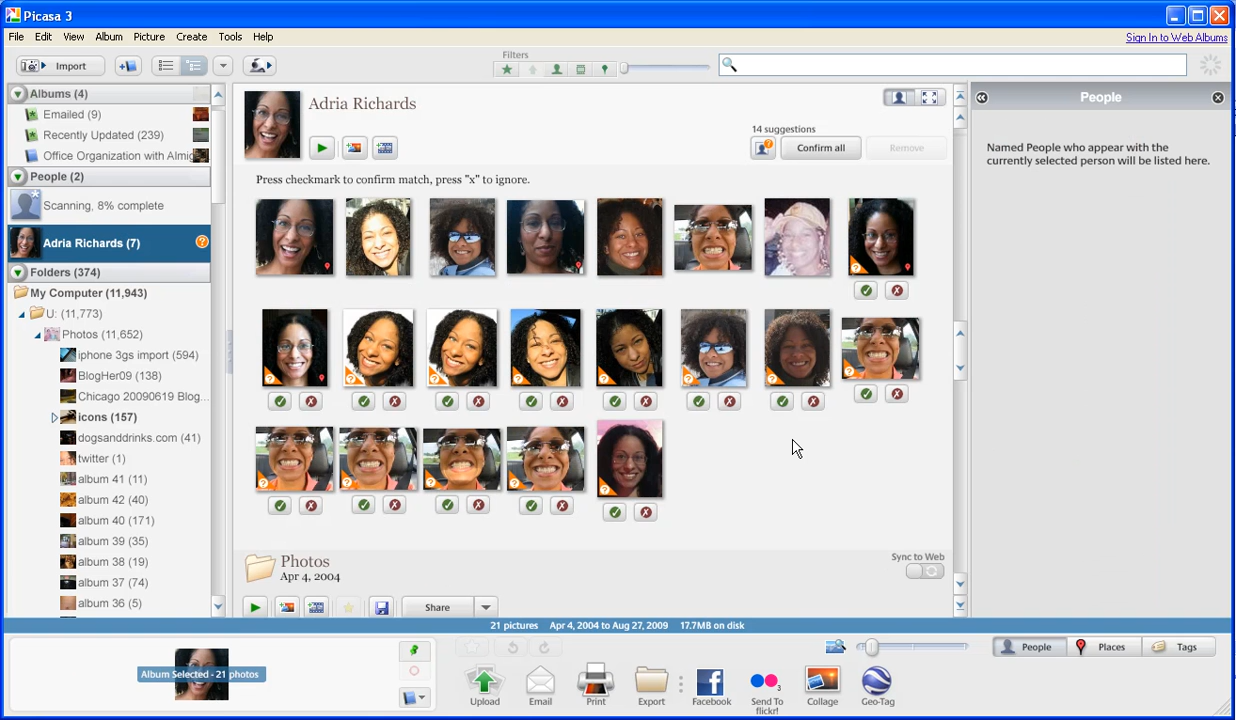 Picasa 3
File Edit View Album Picture Create Tools Help
Sign In to Web Albums
Import
Filters
Albums (4)
Emailed (9)
Recently Updated (239)
Office Organization with Almig
People (2)
Scanning, 8% complete
Adria Richards (7)
Folders (374)
My Computer (11,943)
U: (11,773)
Photos (11,652)
iphone 3gs import (594)
BlogHer09 (138)
Chicago 20090619 Blog...
icons (157)
dogsanddrinks.com (41)
twitter (1)
album 41 (11)
album 42 (40)
album 40 (171)
album 39 (35)
album 38 (19)
album 37 (74)
album 36 (5)
Adria Richards
14 suggestions
Confirm all
Remove
Press checkmark to confirm match, press "x" to ignore.
Photos
Apr 4, 2004
Sync to Web
Share
People
Named People who appear with the
currently selected person will be listed here.
21 pictures Apr 4, 2004 to Aug 27, 2009 17.7MB on disk
Album Selected - 21 photos
People
Places
Tags
Upload
Email
Print
Export
Facebook
Send To
flickr!
Collage
Geo-Tag